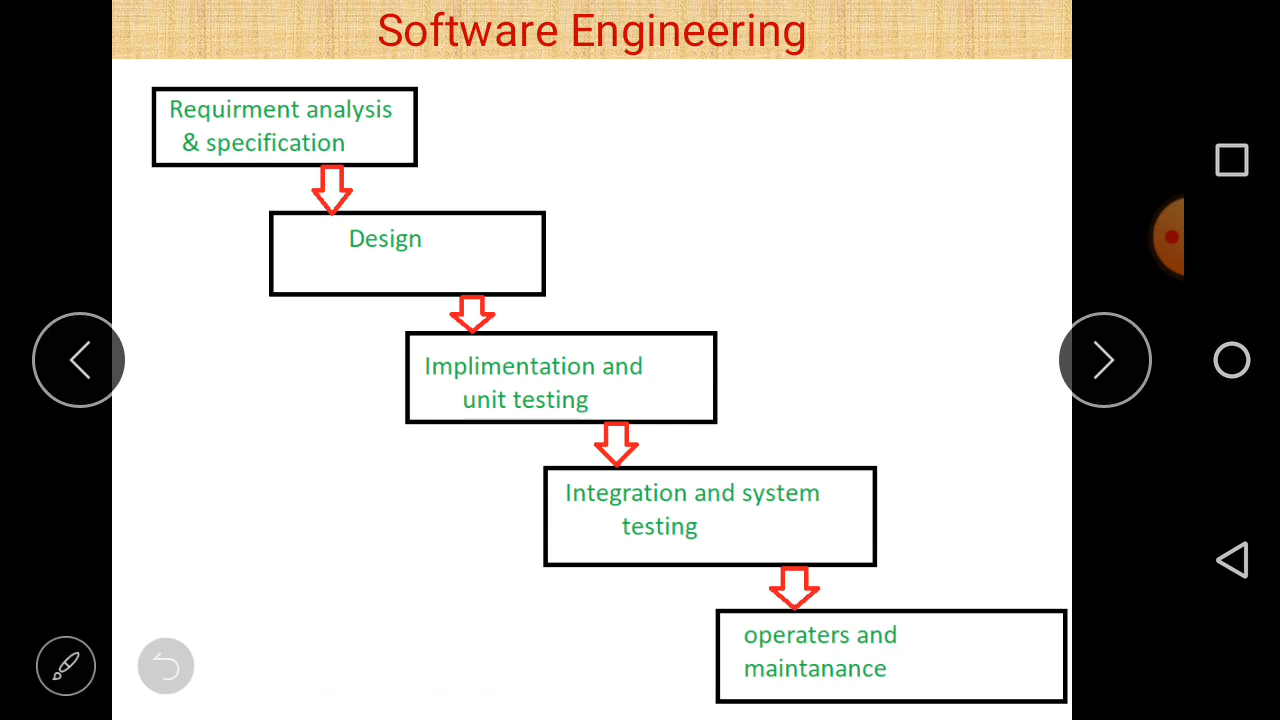 Software Engineering
Requirment analysis
& specification
Design
Implimentation and
unit testing
Integration and system
testing
operaters and
maintanance